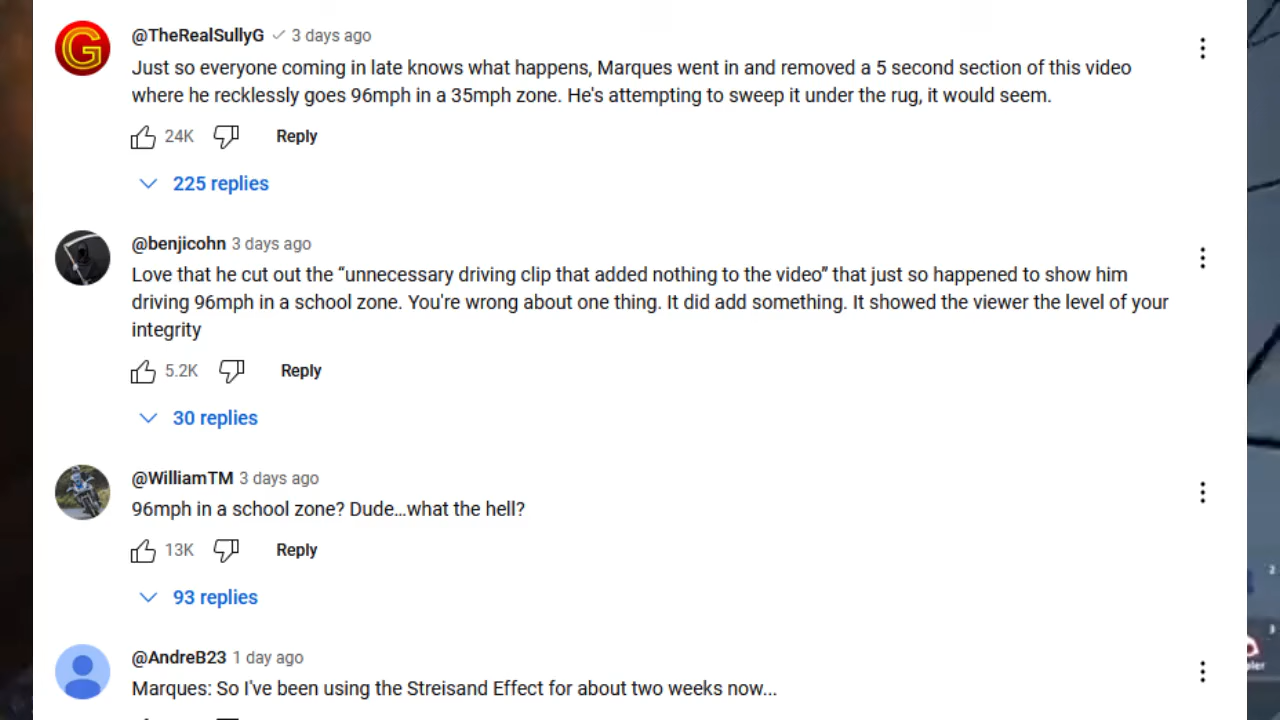 @TheRealSullyG 3 days ago
Just so everyone coming in late knows what happens, Marques went in and removed a 5 second section of this video
where he recklessly goes 96mph in a 35mph zone. He's attempting to sweep it under the rug, it would seem.
24K Reply
225 replies
@benjicohn 3 days ago
Love that he cut out the “unnecessary driving clip that added nothing to the video” that just so happened to show him
driving 96mph in a school zone. You're wrong about one thing. It did add something. It showed the viewer the level of your
integrity
5.2K Reply
30 replies
@WilliamTM 3 days ago
96mph in a school zone? Dude...what the hell?
13K Reply
93 replies
@AndreB23 1 day ago
Marques: So I've been using the Streisand Effect for about two weeks now...